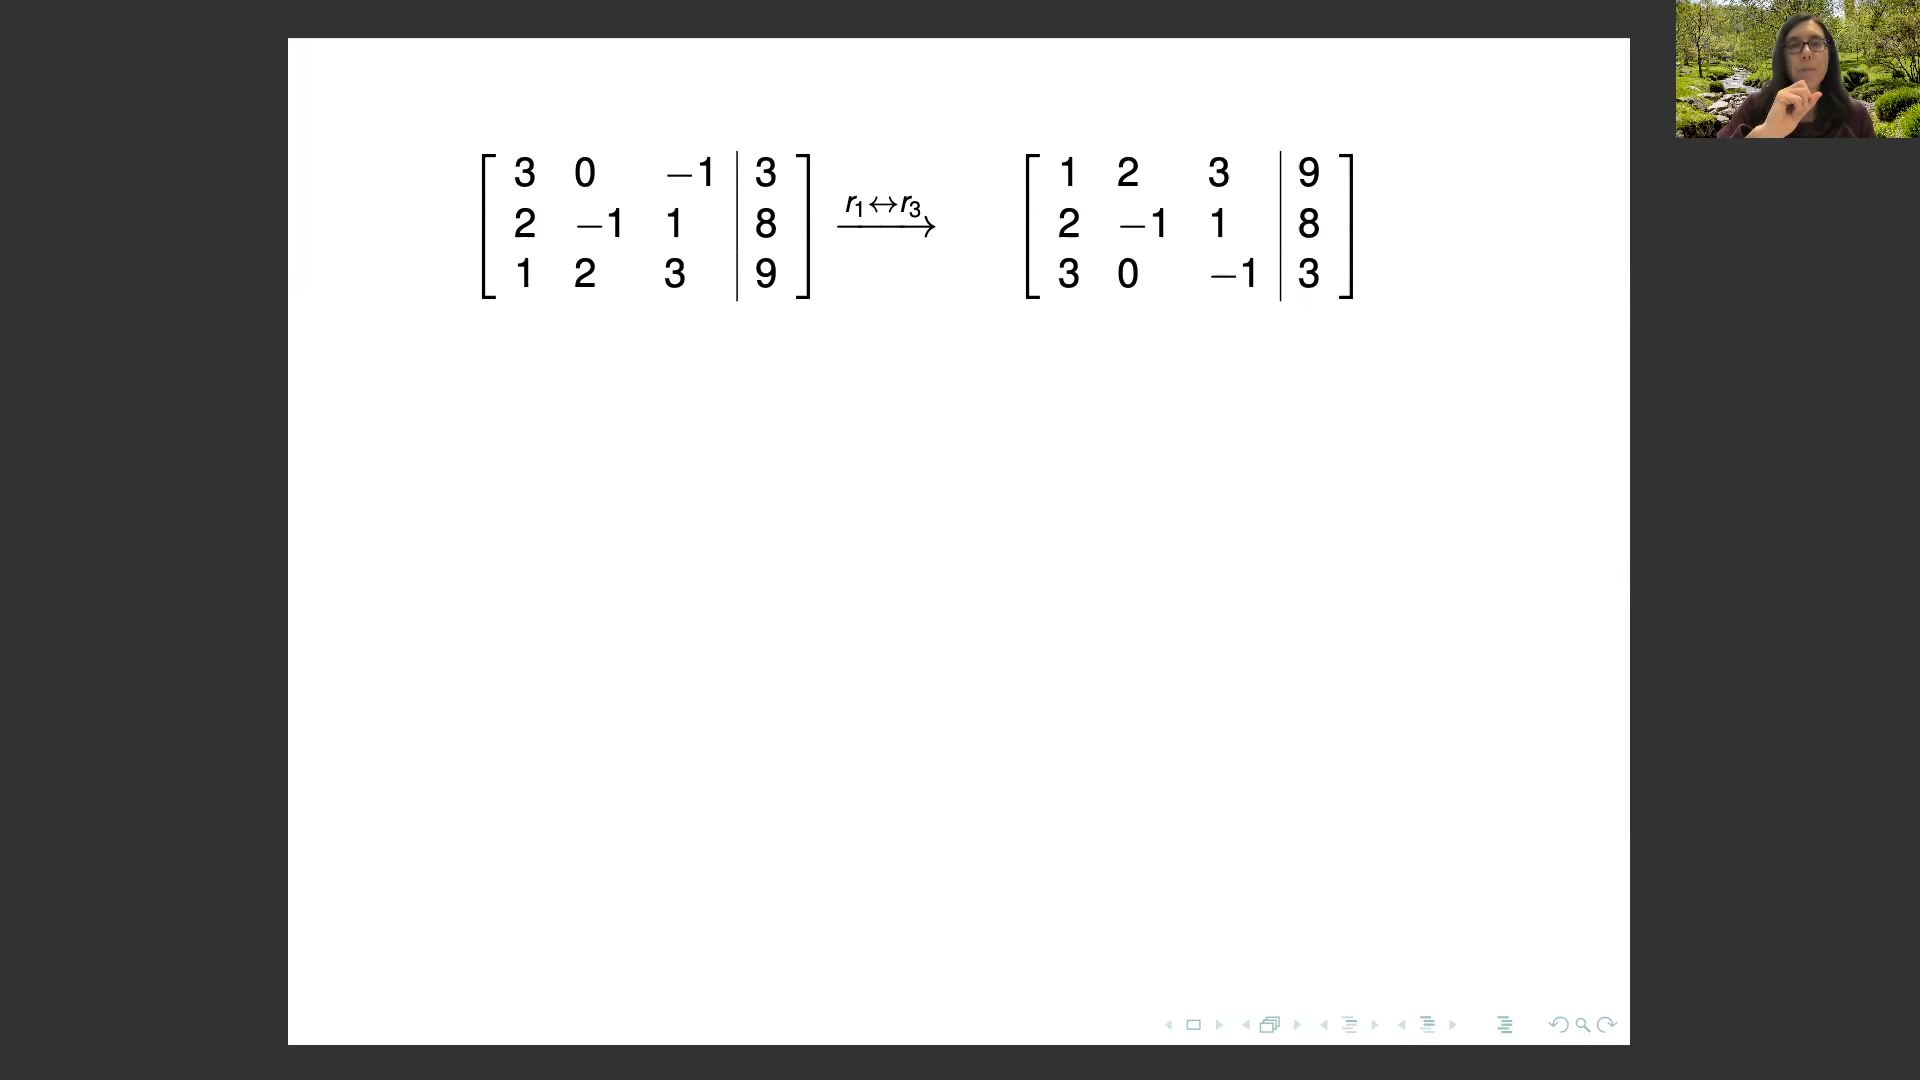 3 0 −1 3 r₁↔r₃ 1 2 3 9
2 −1 1 8 2 −1 1 8
1 2 3 9 3 0 −1 3